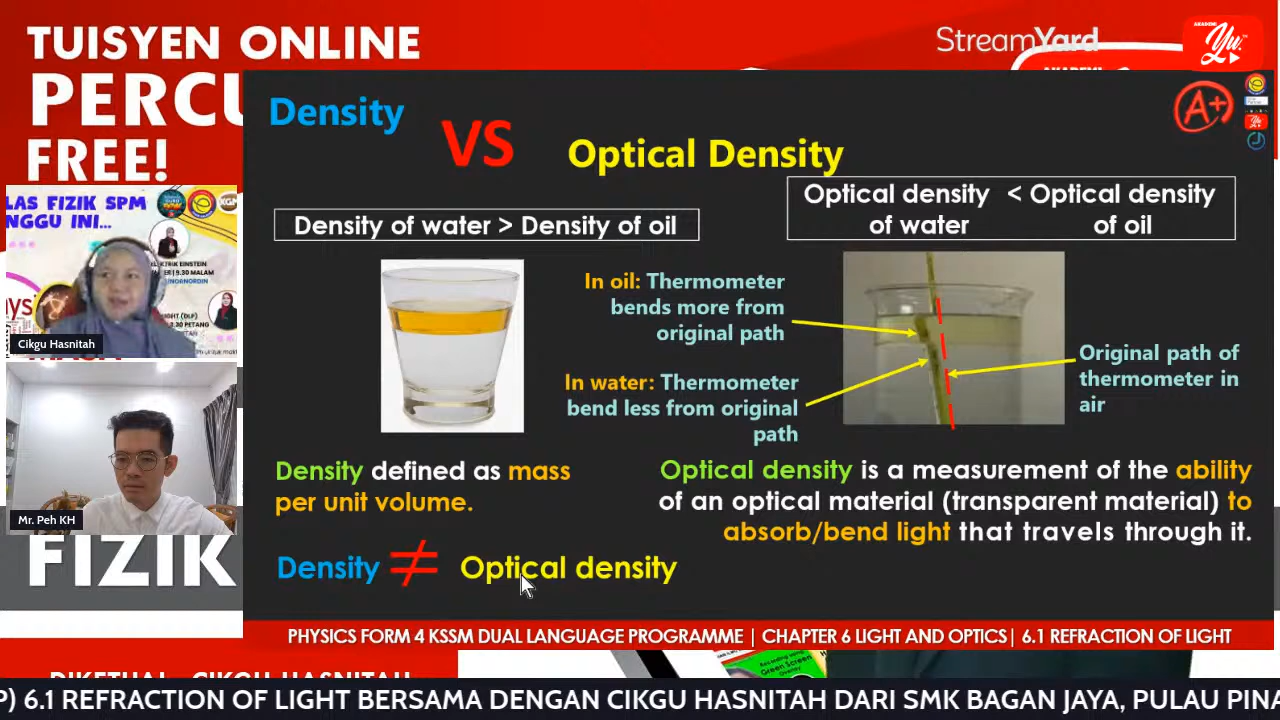 TUISYEN ONLINE
PERCU
FREE!
StreamYard
Density
VS
Optical Density
A+
Density of water > Density of oil
Optical density < Optical density
of water of oil
In oil: Thermometer
bends more from
original path
In water: Thermometer
bend less from original
path
Original path of
thermometer in
air
Density defined as mass
per unit volume.
Optical density is a measurement of the ability
of an optical material (transparent material) to
absorb/bend light that travels through it.
Density ≠ Optical density
PHYSICS FORM 4 KSSM DUAL LANGUAGE PROGRAMME | CHAPTER 6 LIGHT AND OPTICS| 6.1 REFRACTION OF LIGHT
LAS FIZIK SPM
NGGU INI...
Cikgu Hasnitah
Mr. Peh KH
FIZIK
P) 6.1 REFRACTION OF LIGHT BERSAMA DENGAN CIKGU HASNITAH DARI SMK BAGAN JAYA, PULAU PINA